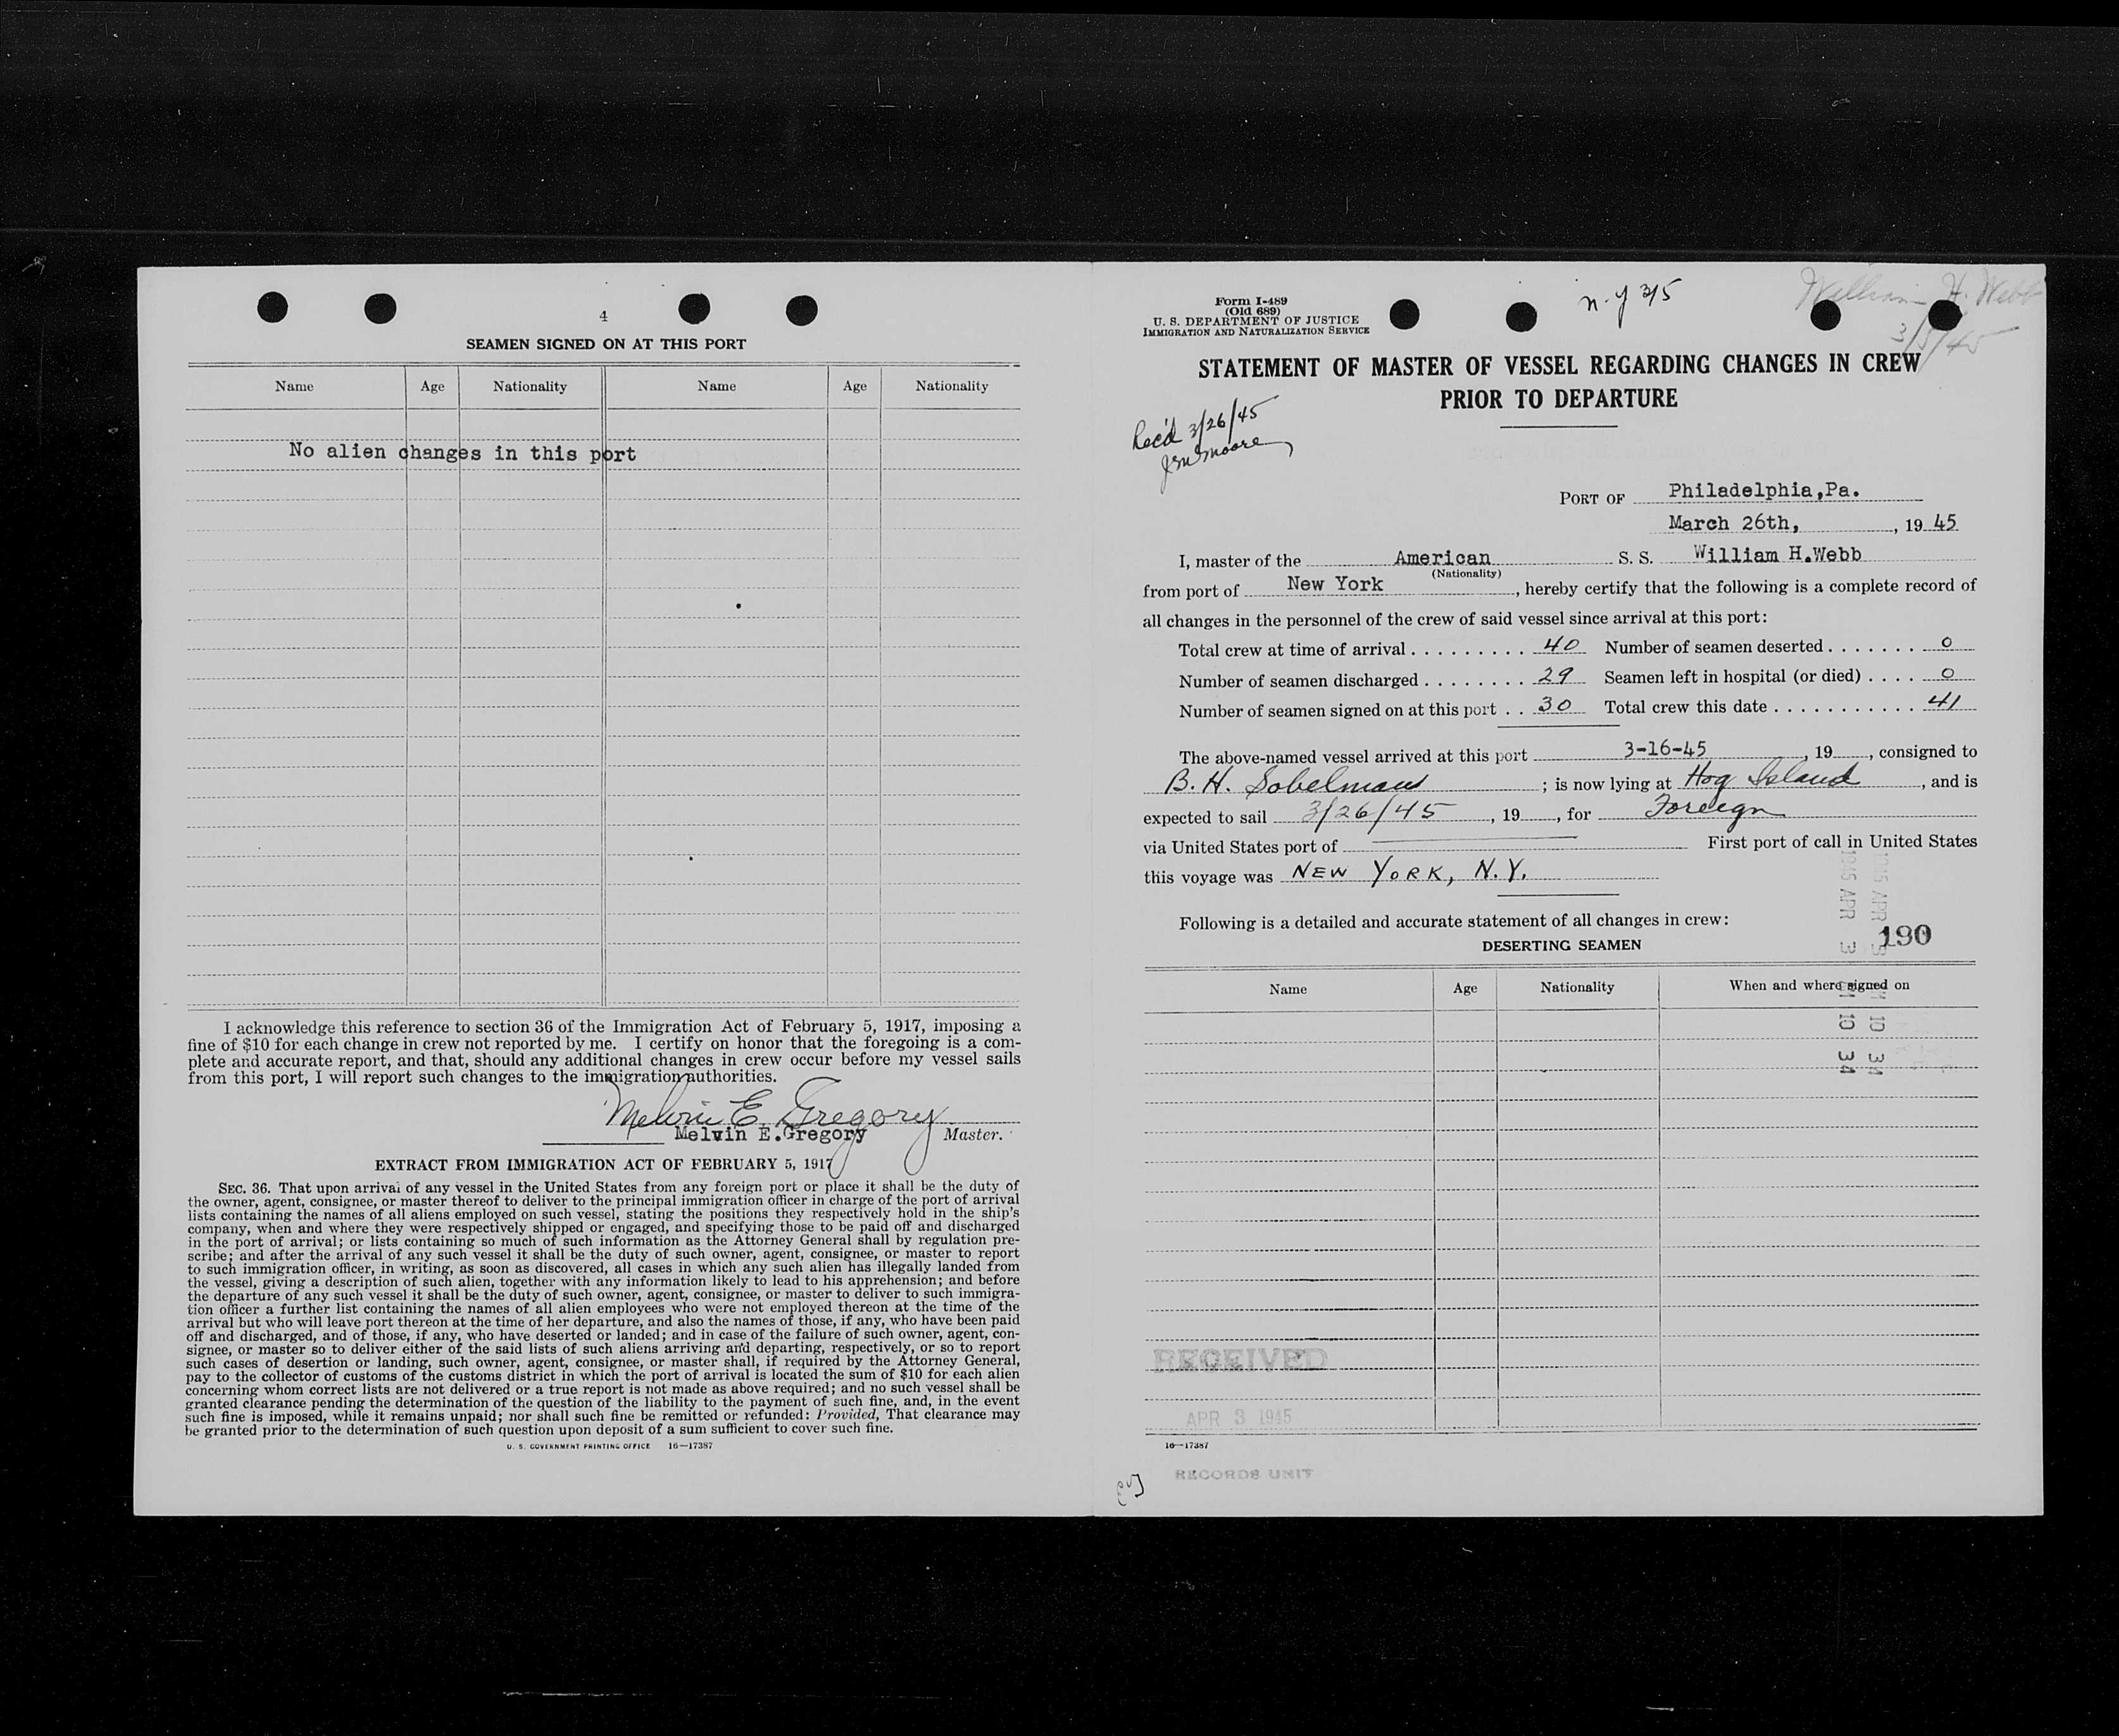 4
SEAMEN SIGNED ON AT THIS PORT
Name Age Nationality Name Age Nationality
No alien changes in this port
I acknowledge this reference to section 36 of the Immigration Act of February 5, 1917, imposing a
fine of $10 for each change in crew not reported by me. I certify on honor that the foregoing is a com-
plete and accurate report, and that, should any additional changes in crew occur before my vessel sails
from this port, I will report such changes to the immigration authorities.
Melvin E. Gregory
Melvin E.Gregory Master.
EXTRACT FROM IMMIGRATION ACT OF FEBRUARY 5, 1917
SEC. 36. That upon arrival of any vessel in the United States from any foreign port or place it shall be the duty of
the owner, agent, consignee, or master thereof to deliver to the principal immigration officer in charge of the port of arrival
lists containing the names of all aliens employed on such vessel, stating the positions they respectively hold in the ship's
company, when and where they were respectively shipped or engaged, and specifying those to be paid off and discharged
in the port of arrival; or lists containing so much of such information as the Attorney General shall by regulation pre-
scribe; and after the arrival of any such vessel it shall be the duty of such owner, agent, consignee, or master to report
to such immigration officer, in writing, as soon as discovered, all cases in which any such alien has illegally landed from
the vessel, giving a description of such alien, together with any information likely to lead to his apprehension; and before
the departure of any such vessel it shall be the duty of such owner, agent, consignee, or master to deliver to such immigra-
tion officer a further list containing the names of all alien employees who were not employed thereon at the time of the
arrival but who will leave port thereon at the time of her departure, and also the names of those, if any, who have been paid
off and discharged, and of those, if any, who have deserted or landed; and in case of the failure of such owner, agent, con-
signee, or master so to deliver either of the said lists of such aliens arriving and departing, respectively, or so to report
such cases of desertion or landing, such owner, agent, consignee, or master shall, if required by the Attorney General,
pay to the collector of customs of the customs district in which the port of arrival is located the sum of $10 for each alien
concerning whom correct lists are not delivered or a true report is not made as above required; and no such vessel shall be
granted clearance pending the determination of the question of the liability to the payment of such fine, and, in the event
such fine is imposed, while it remains unpaid; nor shall such fine be remitted or refunded: Provided, That clearance may
be granted prior to the determination of such question upon deposit of a sum sufficient to cover such fine.
U. S. GOVERNMENT PRINTING OFFICE 16—17387
Form I-489
(Old 689)
U. S. DEPARTMENT OF JUSTICE
IMMIGRATION AND NATURALIZATION SERVICE
n.y 3/5
William H. Webb
3/5/45
STATEMENT OF MASTER OF VESSEL REGARDING CHANGES IN CREW
PRIOR TO DEPARTURE
Rec'd 3/26/45
PORT OF Philadelphia,Pa.
March 26th, , 19 45
I, master of the American S. S. William H.Webb
(Nationality)
from port of New York , hereby certify that the following is a complete record of
all changes in the personnel of the crew of said vessel since arrival at this port:
Total crew at time of arrival . . . . . . . . . 40 Number of seamen deserted . . . . . . . 0
Number of seamen discharged . . . . . . . . 29 Seamen left in hospital (or died) . . . . 0
Number of seamen signed on at this port . . 30 Total crew this date . . . . . . . . . . . 41
The above-named vessel arrived at this port 3-16-45 , 19 , consigned to
B. H. Sobelman ; is now lying at Hog Island , and is
expected to sail 3/26/45 , 19 , for Foreign
via United States port of First port of call in United States
this voyage was NEW YORK, N.Y.
Following is a detailed and accurate statement of all changes in crew:
1945 APR 3 10 34
1945 APR 3 10 34
190
DESERTING SEAMEN
Name Age Nationality When and where signed on
RECEIVED
APR 3 1945
16—17387
RECORDS UNIT